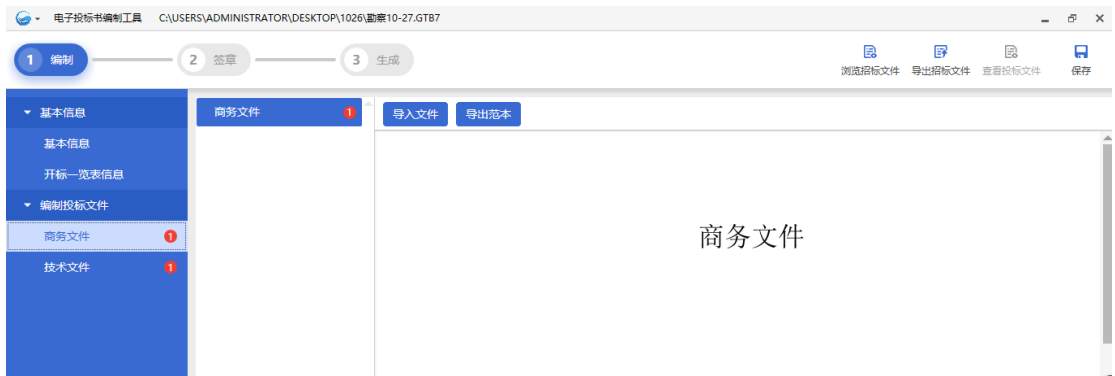 电子投标书编制工具 C:\USERS\ADMINISTRATOR\DESKTOP\1026\勘察10-27.GTB7
1 编制 2 签章 3 生成
浏览招标文件 导出招标文件 查看投标文件 保存
基本信息
基本信息
开标一览表信息
编制投标文件
商务文件 1
技术文件 1
商务文件 1
导入文件 导出范本
商务文件